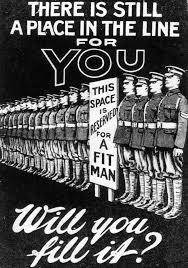 THERE IS STILL
A PLACE IN THE LINE
FOR
YOU
THIS
SPACE
IS
RESERVED
FOR
A FIT
MAN
Will you
fill it?